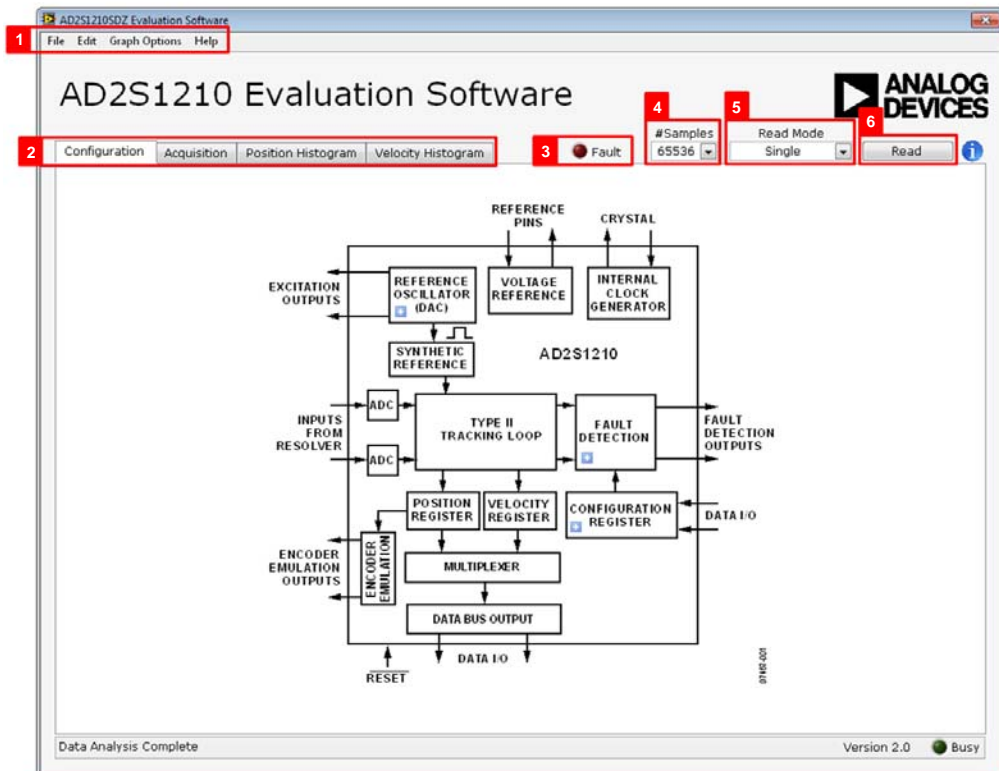 AD2S1210SDZ Evaluation Software
1
File Edit Graph Options Help
AD2S1210 Evaluation Software
ANALOG
DEVICES
4
5
6
#Samples
Read Mode
2
Configuration
Acquisition
Position Histogram
Velocity Histogram
3
Fault
65536
Single
Read
i
REFERENCE
PINS
CRYSTAL
EXCITATION
OUTPUTS
REFERENCE
OSCILLATOR
(DAC)
VOLTAGE
REFERENCE
INTERNAL
CLOCK
GENERATOR
SYNTHETIC
REFERENCE
AD2S1210
INPUTS
FROM
RESOLVER
ADC
ADC
TYPE II
TRACKING LOOP
FAULT
DETECTION
FAULT
DETECTION
OUTPUTS
POSITION
REGISTER
VELOCITY
REGISTER
CONFIGURATION
REGISTER
DATA I/O
ENCODER
EMULATION
OUTPUTS
ENCODER
EMULATION
MULTIPLEXER
DATA BUS OUTPUT
DATA I/O
RESET
07467-001
Data Analysis Complete
Version 2.0
Busy